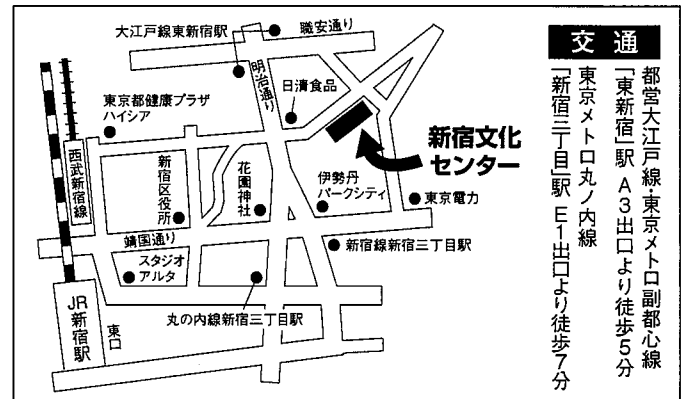 交通
都営大江戸線・東京メトロ副都心線
「東新宿」駅 A3出口より徒歩5分
東京メトロ丸ノ内線
「新宿三丁目」駅 E1出口より徒歩7分
大江戸線東新宿駅
職安通り
明治通り
日清食品
東京都健康プラザ
ハイジア
新宿文化
センター
西武新宿線
新宿区役所
花園神社
伊勢丹
パークシティ
東京電力
靖国通り
新宿線新宿三丁目駅
スタジオ
アルタ
丸の内線新宿三丁目駅
JR新宿駅
東口